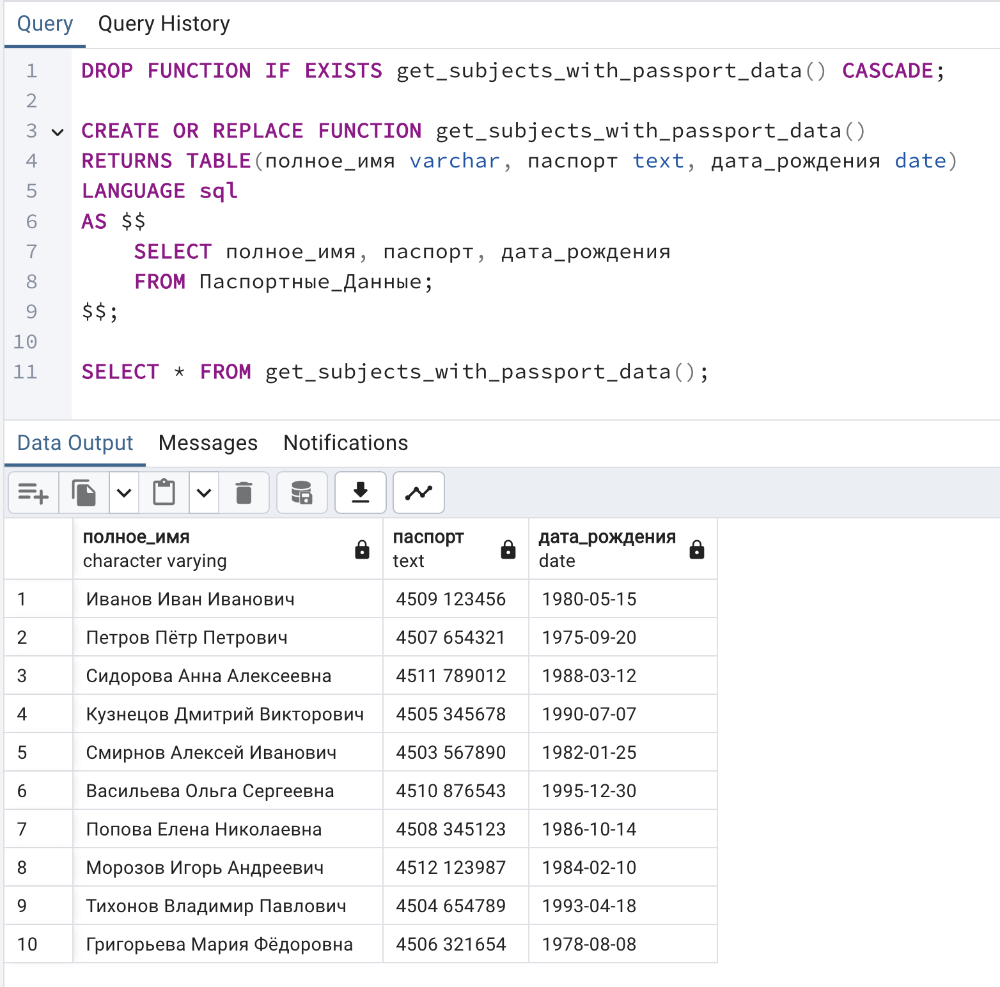 Query Query History
1 DROP FUNCTION IF EXISTS get_subjects_with_passport_data() CASCADE;
2
3 CREATE OR REPLACE FUNCTION get_subjects_with_passport_data()
4 RETURNS TABLE(полное_имя varchar, паспорт text, дата_рождения date)
5 LANGUAGE sql
6 AS $$
7 SELECT полное_имя, паспорт, дата_рождения
8 FROM Паспортные_Данные;
9 $$;
10
11 SELECT * FROM get_subjects_with_passport_data();
Data Output Messages Notifications
полное_имя паспорт дата_рождения
character varying text date
1 Иванов Иван Иванович 4509 123456 1980-05-15
2 Петров Пётр Петрович 4507 654321 1975-09-20
3 Сидорова Анна Алексеевна 4511 789012 1988-03-12
4 Кузнецов Дмитрий Викторович 4505 345678 1990-07-07
5 Смирнов Алексей Иванович 4503 567890 1982-01-25
6 Васильева Ольга Сергеевна 4510 876543 1995-12-30
7 Попова Елена Николаевна 4508 345123 1986-10-14
8 Морозов Игорь Андреевич 4512 123987 1984-02-10
9 Тихонов Владимир Павлович 4504 654789 1993-04-18
10 Григорьева Мария Фёдоровна 4506 321654 1978-08-08